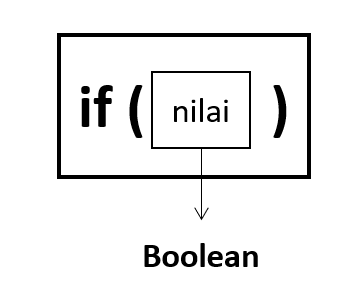 if ( nilai )
Boolean